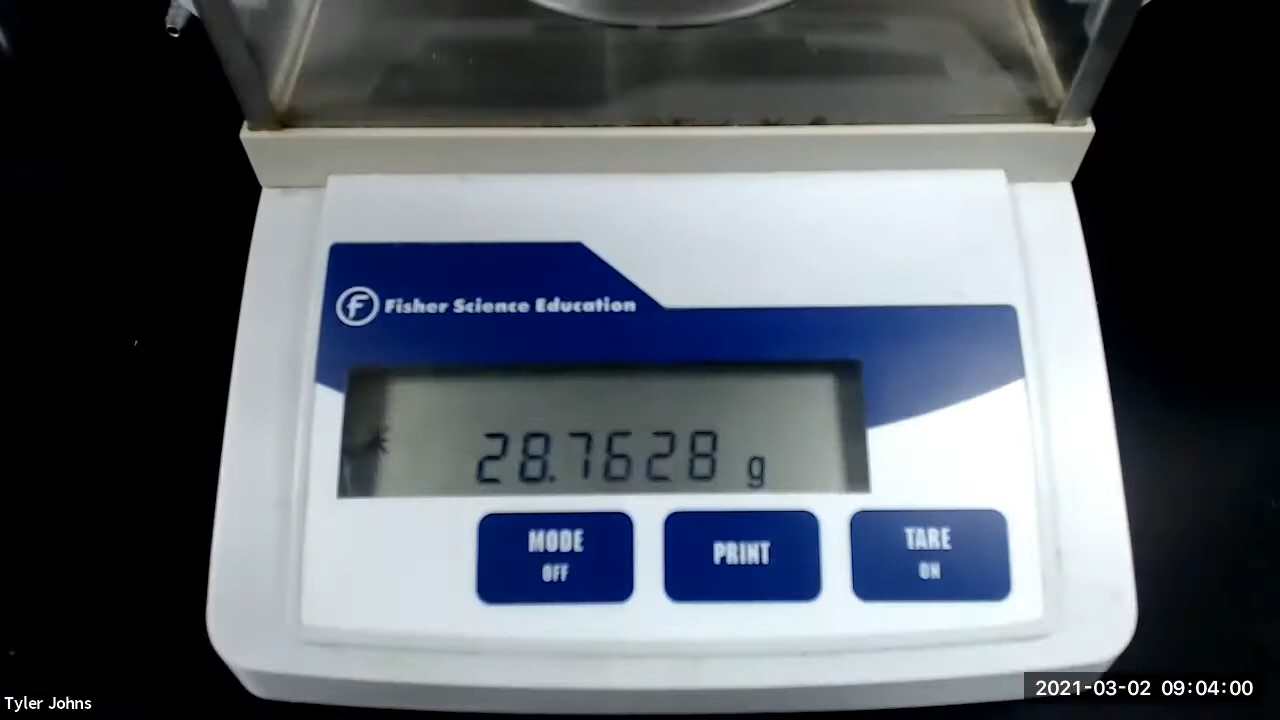 Fisher Science Education
28.7628 g
MODE
OFF
PRINT
TARE
ON
2021-03-02 09:04:00
Tyler Johns